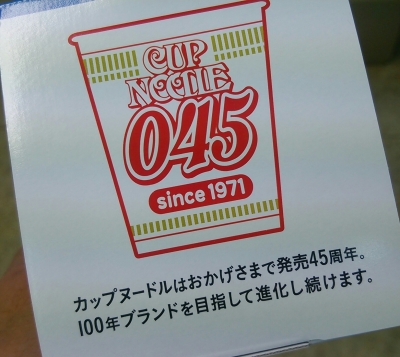 CUP
NOODLE
045
since 1971
カップヌードルはおかげさまで発売45周年。
100年ブランドを目指して進化し続けます。